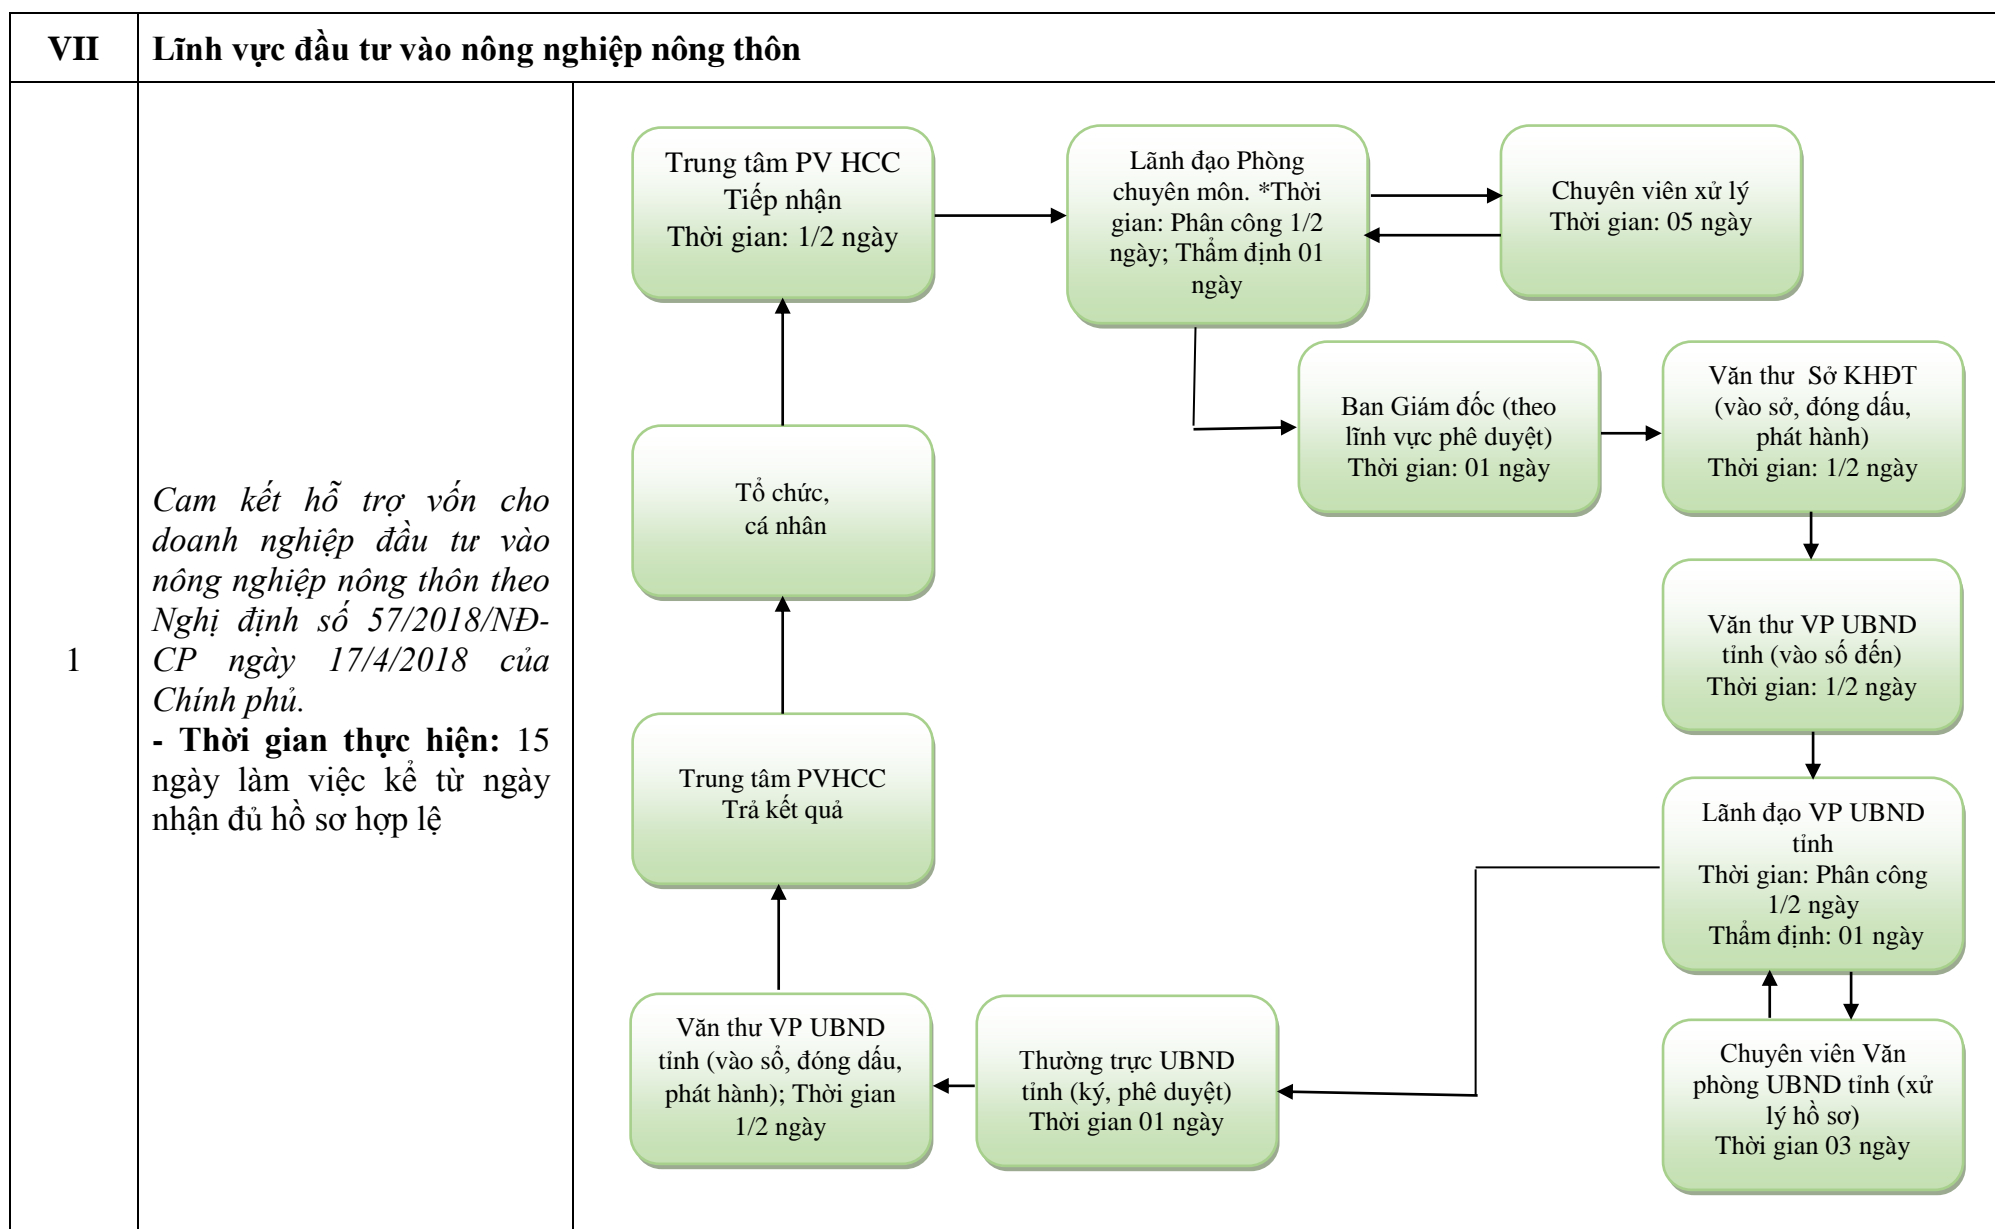 VII
Lĩnh vực đầu tư vào nông nghiệp nông thôn
1
Cam kết hỗ trợ vốn cho
doanh nghiệp đầu tư vào
nông nghiệp nông thôn theo
Nghị định số 57/2018/NĐ-
CP ngày 17/4/2018 của
Chính phủ.
- Thời gian thực hiện: 15
ngày làm việc kể từ ngày
nhận đủ hồ sơ hợp lệ
Trung tâm PV HCC
Tiếp nhận
Thời gian: 1/2 ngày
Lãnh đạo Phòng
chuyên môn. *Thời
gian: Phân công 1/2
ngày; Thẩm định 01
ngày
Chuyên viên xử lý
Thời gian: 05 ngày
Ban Giám đốc (theo
lĩnh vực phê duyệt)
Thời gian: 01 ngày
Văn thư Sở KHĐT
(vào sở, đóng dấu,
phát hành)
Thời gian: 1/2 ngày
Tổ chức,
cá nhân
Văn thư VP UBND
tỉnh (vào số đến)
Thời gian: 1/2 ngày
Trung tâm PVHCC
Trả kết quả
Lãnh đạo VP UBND
tỉnh
Thời gian: Phân công
1/2 ngày
Thẩm định: 01 ngày
Văn thư VP UBND
tỉnh (vào sổ, đóng dấu,
phát hành); Thời gian
1/2 ngày
Thường trực UBND
tỉnh (ký, phê duyệt)
Thời gian 01 ngày
Chuyên viên Văn
phòng UBND tỉnh (xử
lý hồ sơ)
Thời gian 03 ngày